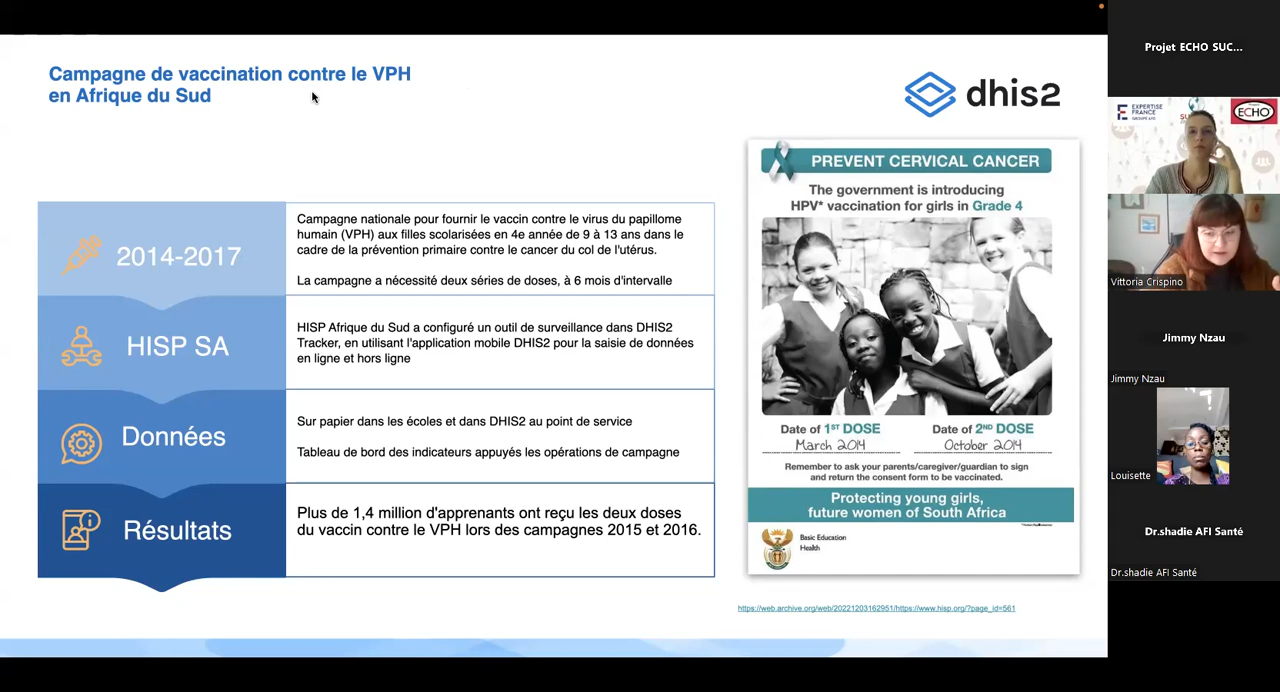 Campagne de vaccination contre le VPH
en Afrique du Sud
dhis2
2014-2017
Campagne nationale pour fournir le vaccin contre le virus du papillome
humain (VPH) aux filles scolarisées en 4e année de 9 à 13 ans dans le
cadre de la prévention primaire contre le cancer du col de l'utérus.
La campagne a nécessité deux séries de doses, à 6 mois d'intervalle
HISP SA
HISP Afrique du Sud a configuré un outil de surveillance dans DHIS2
Tracker, en utilisant l'application mobile DHIS2 pour la saisie de données
en ligne et hors ligne
Données
Sur papier dans les écoles et dans DHIS2 au point de service
Tableau de bord des indicateurs appuyés les opérations de campagne
Résultats
Plus de 1,4 million d'apprenants ont reçu les deux doses
du vaccin contre le VPH lors des campagnes 2015 et 2016.
PREVENT CERVICAL CANCER
The government is introducing
HPV* vaccination for girls in Grade 4
Date of 1ST DOSE
March 2014
Date of 2ND DOSE
October 2014
Remember to ask your parents/caregiver/guardian to sign
and return the consent form to be vaccinated.
Protecting young girls,
future women of South Africa
Basic Education
Health
https://web.archive.org/web/20221203162951/https://www.hisp.org/?page_id=561
Projet ECHO SUC...
EXPERTISE
FRANCE
GROUPE AFD
SU
ECHO
Vittoria Crispino
Jimmy Nzau
Jimmy Nzau
Louisette
Dr.shadie AFI Santé
Dr.shadie AFI Santé